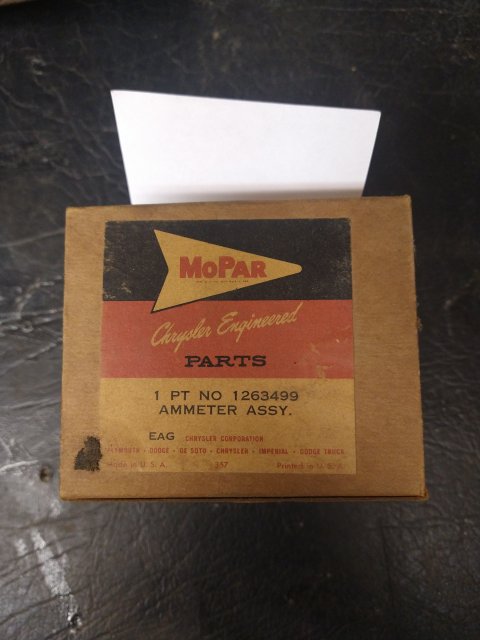 MoPar
Chrysler Engineered
PARTS
1 PT NO 1263499
AMMETER ASSY.
EAG CHRYSLER CORPORATION
PLYMOUTH · DODGE · DE SOTO · CHRYSLER · IMPERIAL · DODGE TRUCK
Made in U. S. A. 357 Printed in U. S. A.